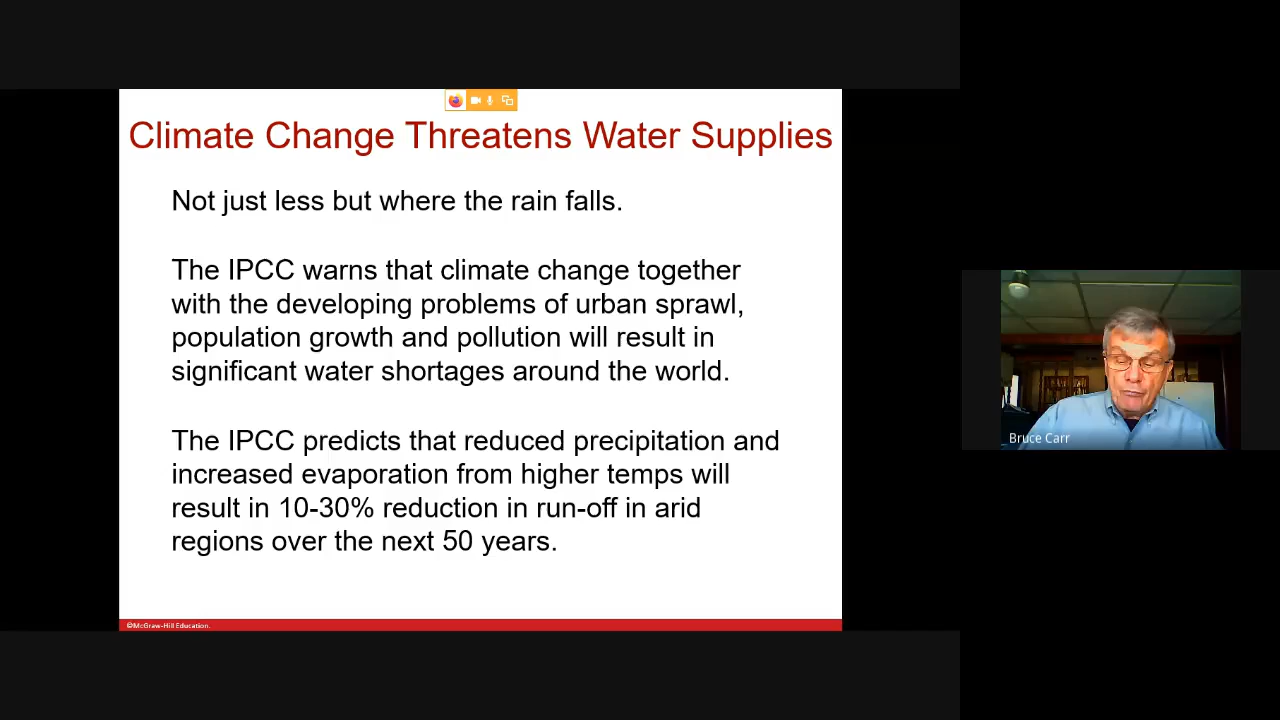 Climate Change Threatens Water Supplies
Not just less but where the rain falls.
The IPCC warns that climate change together
with the developing problems of urban sprawl,
population growth and pollution will result in
significant water shortages around the world.
The IPCC predicts that reduced precipitation and
increased evaporation from higher temps will
result in 10-30% reduction in run-off in arid
regions over the next 50 years.
©McGraw-Hill Education.
Bruce Carr